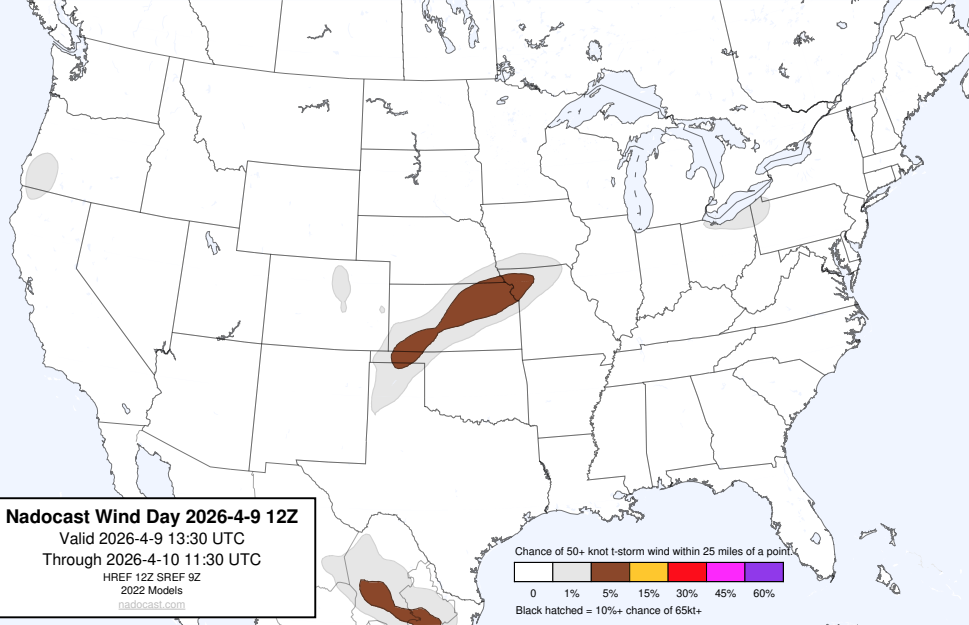 Nadocast Wind Day 2026-4-9 12Z
Valid 2026-4-9 13:30 UTC
Through 2026-4-10 11:30 UTC
HREF 12Z SREF 9Z
2022 Models
nadocast.com
Chance of 50+ knot t-storm wind within 25 miles of a point.
0 1% 5% 15% 30% 45% 60%
Black hatched = 10%+ chance of 65kt+